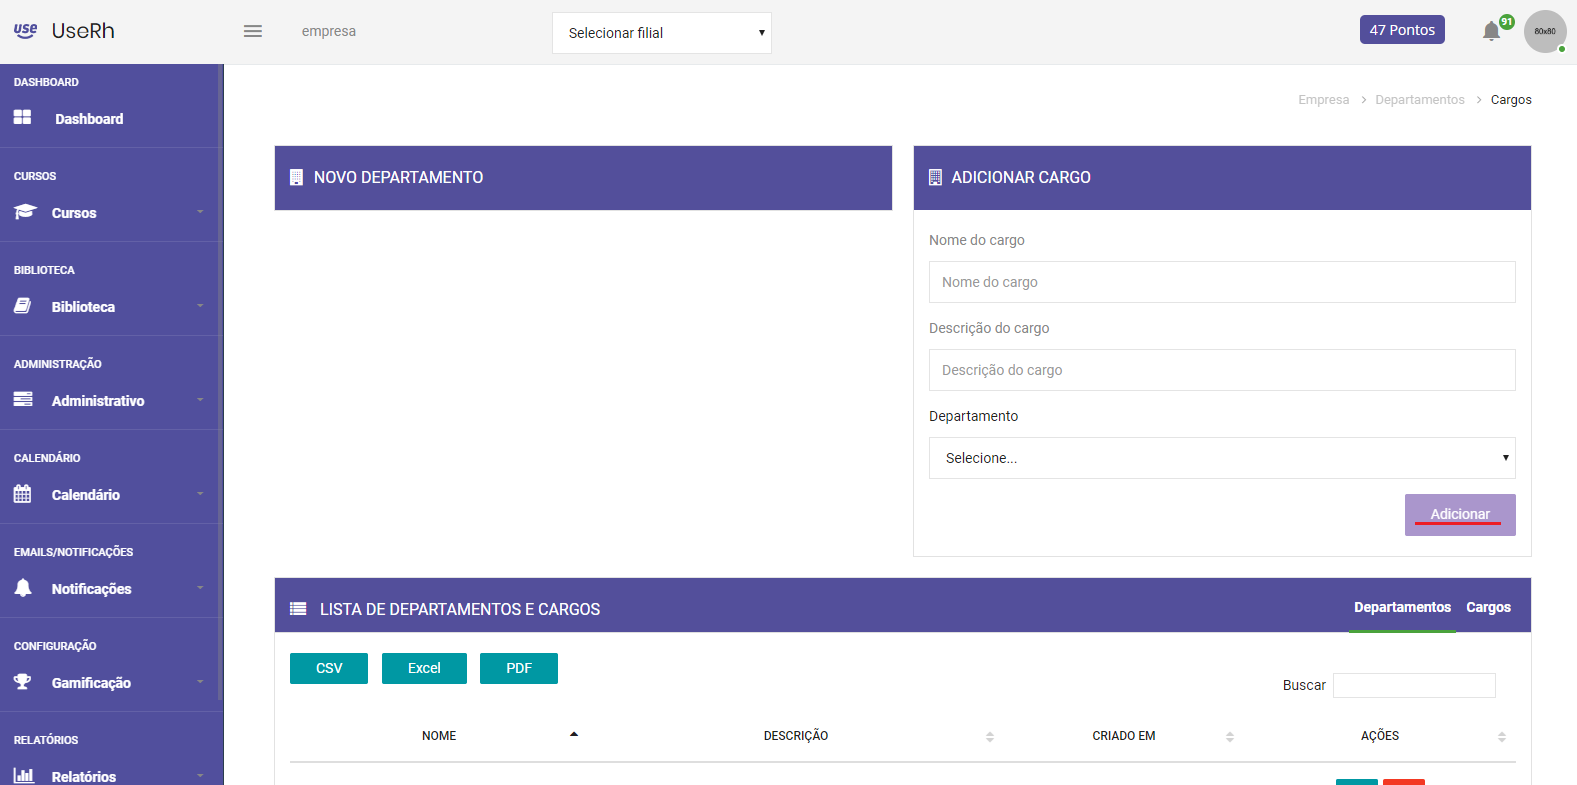 use UseRh
empresa
Selecionar filial
47 Pontos
91
80x80
DASHBOARD
Dashboard
CURSOS
Cursos
BIBLIOTECA
Biblioteca
ADMINISTRAÇÃO
Administrativo
CALENDÁRIO
Calendário
EMAILS/NOTIFICAÇÕES
Notificações
CONFIGURAÇÃO
Gamificação
RELATÓRIOS
Relatórios
Empresa > Departamentos > Cargos
NOVO DEPARTAMENTO
ADICIONAR CARGO
Nome do cargo
Nome do cargo
Descrição do cargo
Descrição do cargo
Departamento
Selecione...
Adicionar
LISTA DE DEPARTAMENTOS E CARGOS
Departamentos Cargos
CSV Excel PDF
Buscar
NOME DESCRIÇÃO CRIADO EM AÇÕES